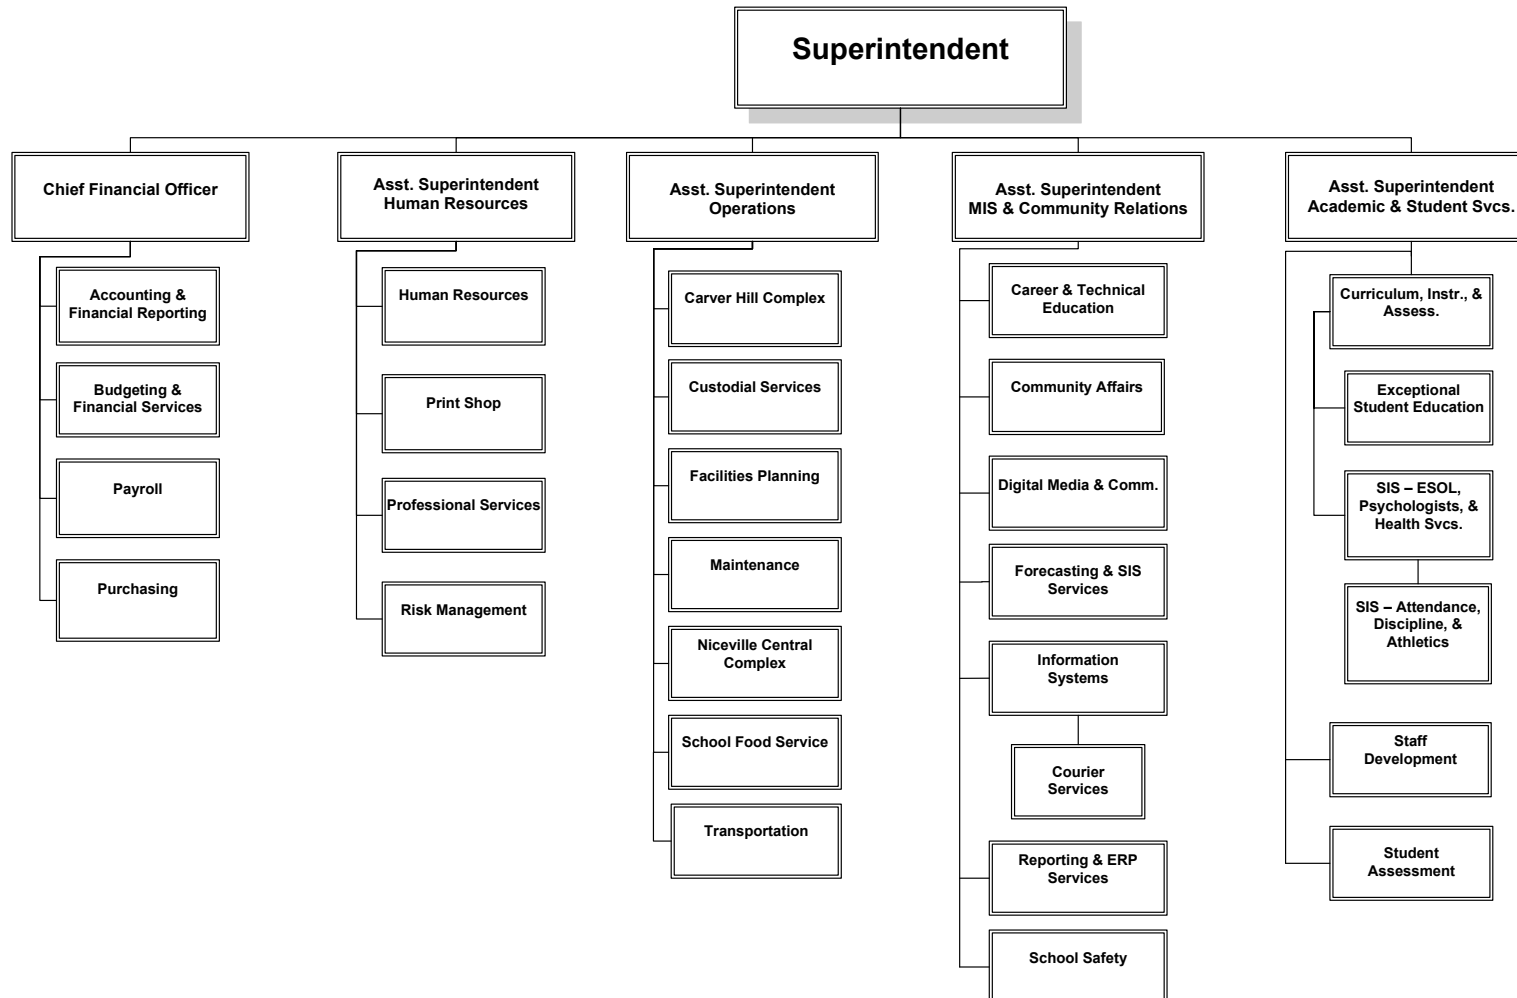 Superintendent
Chief Financial Officer
Asst. Superintendent
Human Resources
Asst. Superintendent
Operations
Asst. Superintendent
MIS & Community Relations
Asst. Superintendent
Academic & Student Svcs.
Accounting &
Financial Reporting
Budgeting &
Financial Services
Payroll
Purchasing
Human Resources
Print Shop
Professional Services
Risk Management
Carver Hill Complex
Custodial Services
Facilities Planning
Maintenance
Niceville Central
Complex
School Food Service
Transportation
Career & Technical
Education
Community Affairs
Digital Media & Comm.
Forecasting & SIS
Services
Information
Systems
Courier
Services
Reporting & ERP
Services
School Safety
Curriculum, Instr., &
Assess.
Exceptional
Student Education
SIS – ESOL,
Psychologists, &
Health Svcs.
SIS – Attendance,
Discipline, &
Athletics
Staff
Development
Student
Assessment